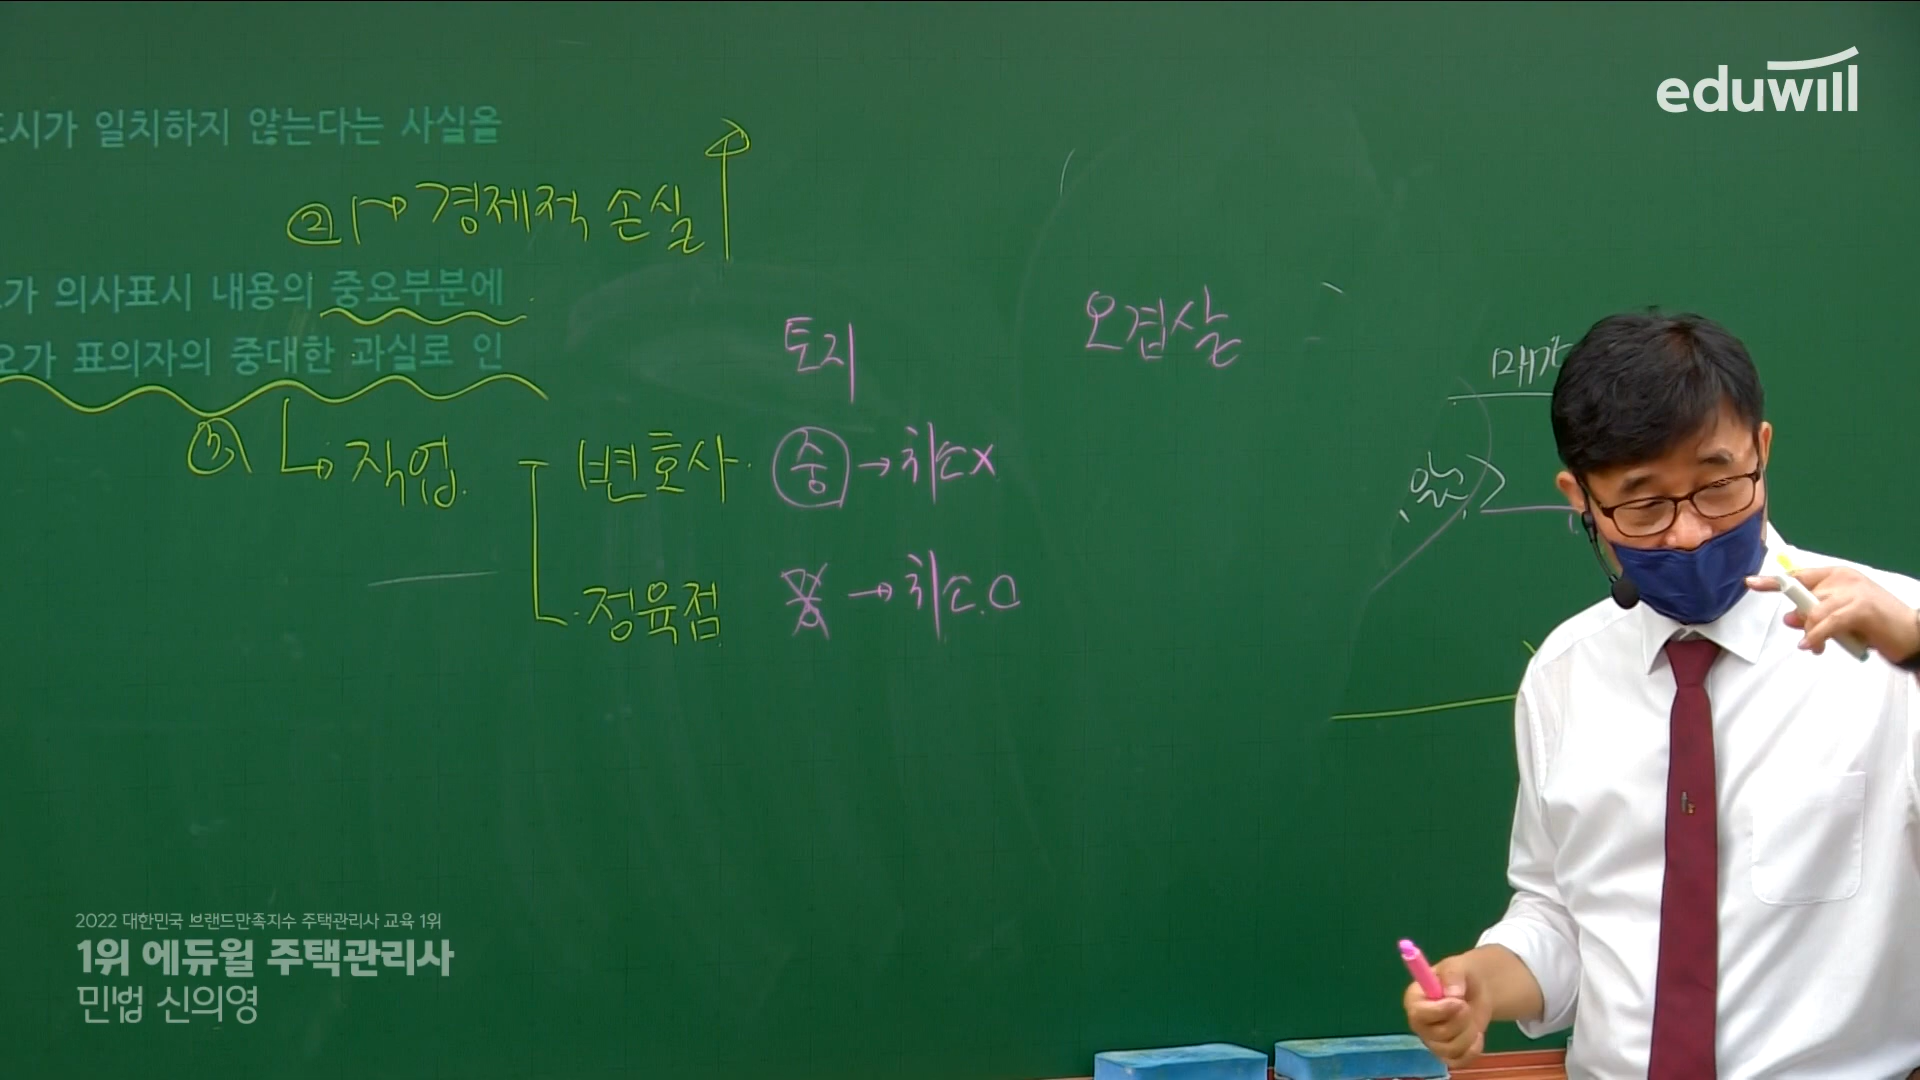 eduwill
표시가 일치하지 않는다는 사실을
② → 경제적 손실
가 의사표시 내용의 중요부분에
오가 표의자의 중대한 과실로 인
토지
오겹살
매가
③ → 직업
변호사
중 → 취소X
정육점
중 → 취소.O
2022 대한민국 브랜드만족지수 주택관리사 교육 1위
1위 에듀윌 주택관리사
민법 신의영